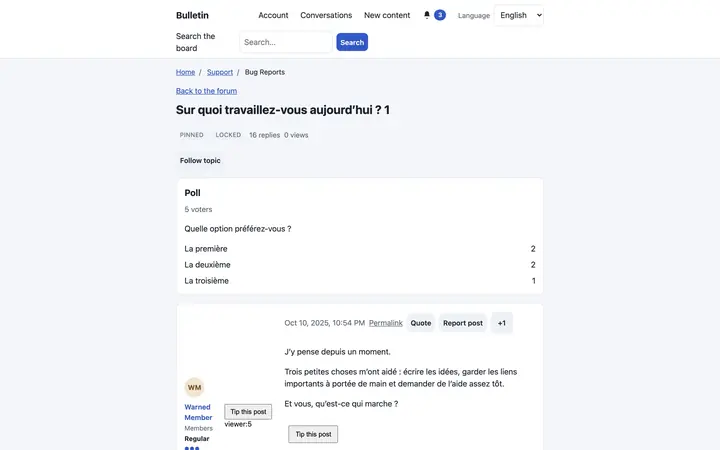 Bulletin
Account
Conversations
New content
3
Language
English
Search the board
Search...
Search
Home / Support / Bug Reports
Back to the forum
Sur quoi travaillez-vous aujourd'hui ? 1
PINNED LOCKED 16 replies 0 views
Follow topic
Poll
5 voters
Quelle option préférez-vous ?
La première 2
La deuxième 2
La troisième 1
Oct 10, 2025, 10:54 PM Permalink Quote Report post +1
WM
Warned Member
Members
Regular
Tip this post
viewer:5
J'y pense depuis un moment.
Trois petites choses m'ont aidé : écrire les idées, garder les liens
importants à portée de main et demander de l'aide assez tôt.
Et vous, qu'est-ce qui marche ?
Tip this post